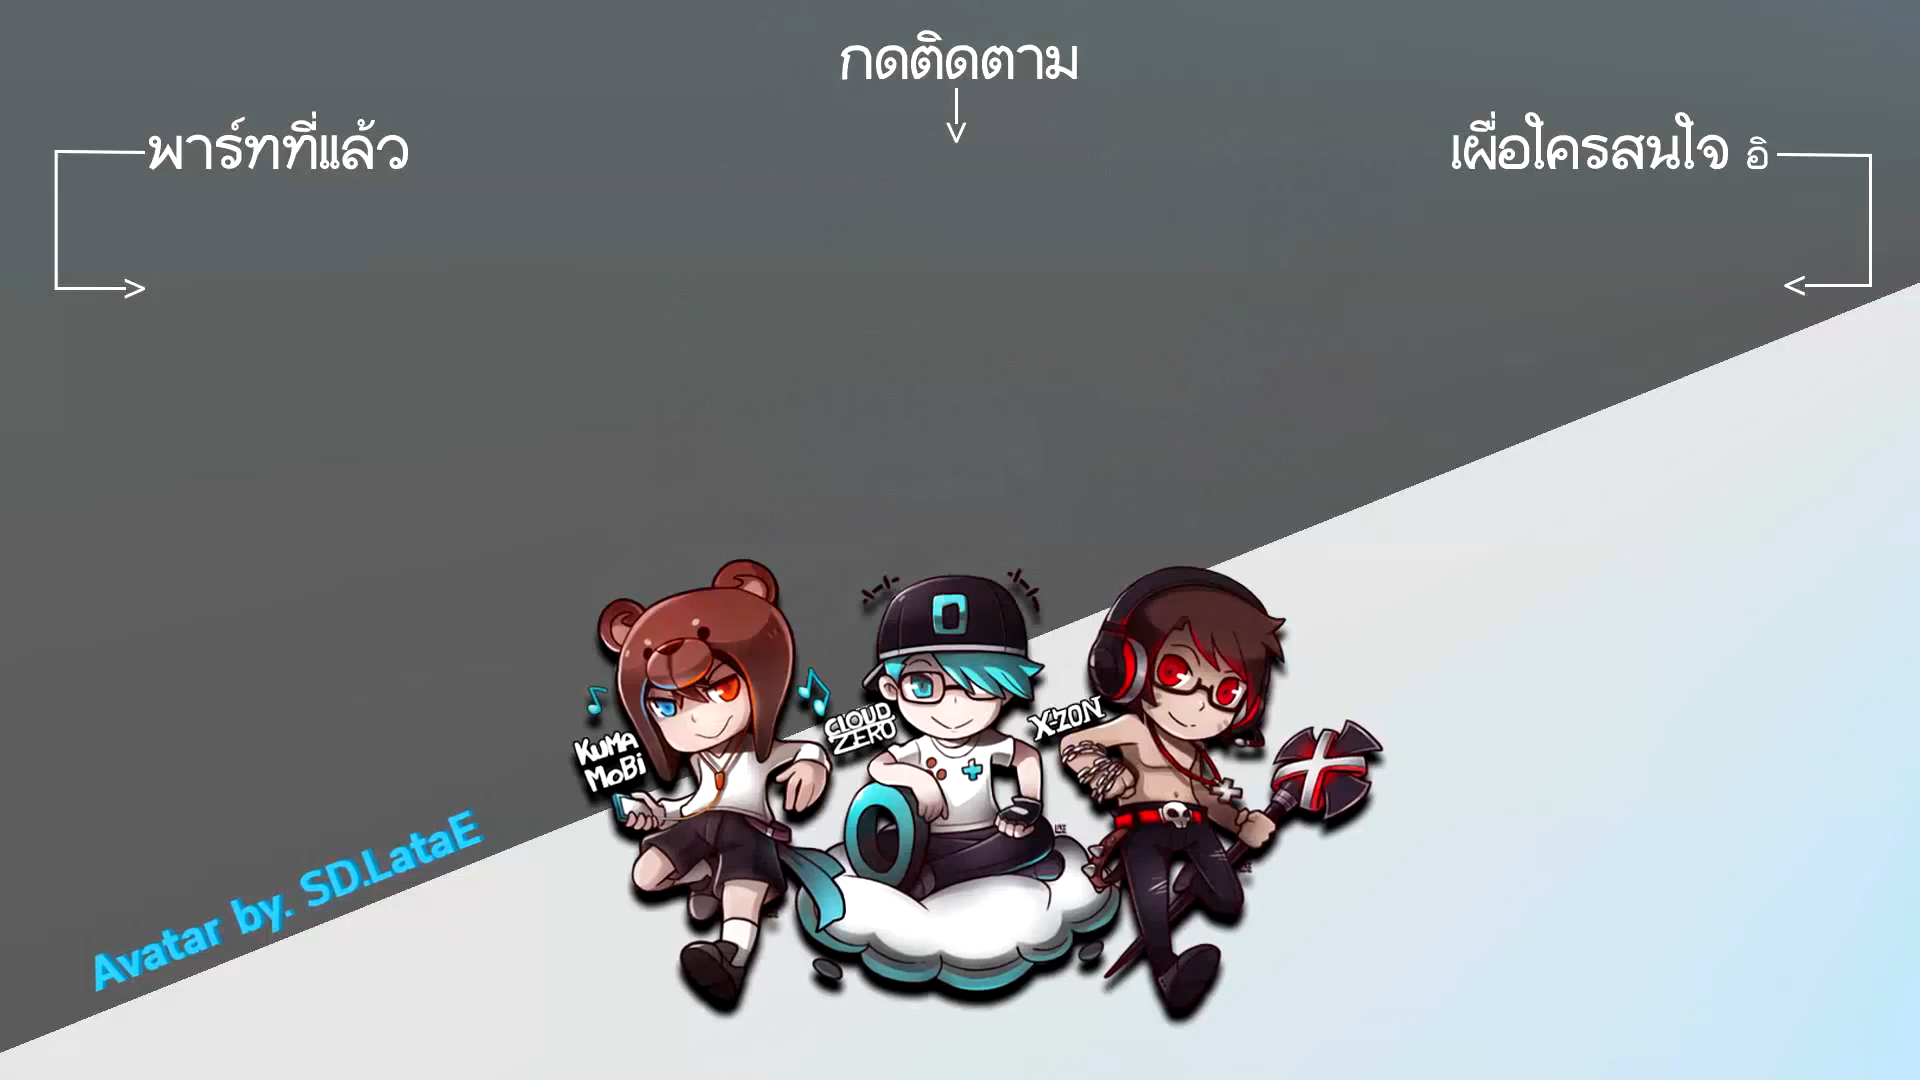 กดติดตาม
พาร์ทที่แล้ว
เผื่อใครสนใจ อิ
KUMA
MOBi
CLOUD
ZERO
X-ZON
Avatar by. SD.LataE